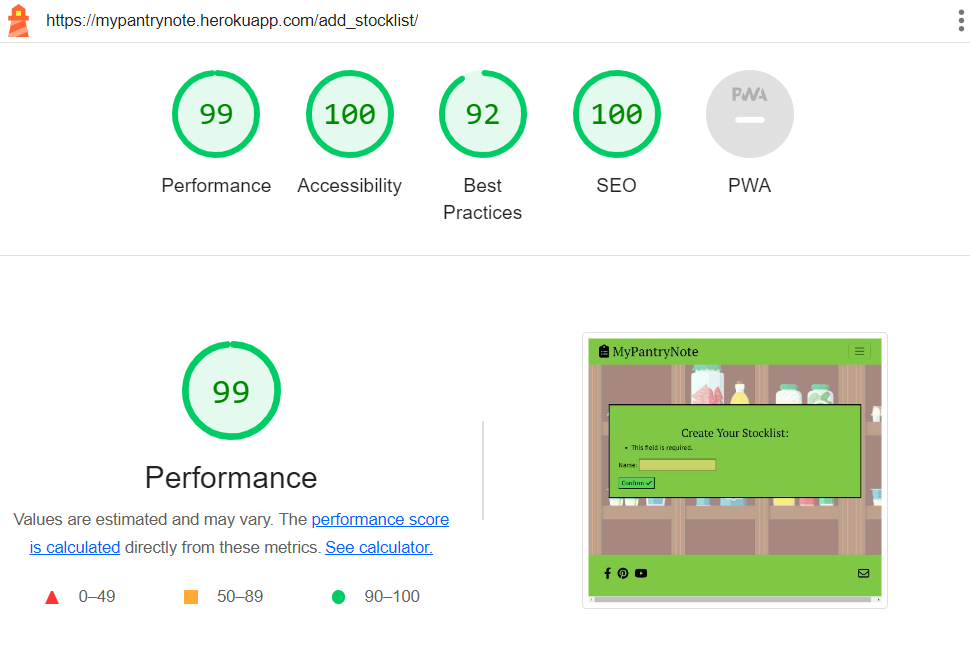 https://mypantrynote.herokuapp.com/add_stocklist/
99
100
92
100
PWA
Performance
Accessibility
Best
Practices
SEO
PWA
99
Performance
Values are estimated and may vary. The performance score
is calculated directly from these metrics. See calculator.
0–49
50–89
90–100
MyPantryNote
Create Your Stocklist:
• This field is required.
Name:
Confirm ✓